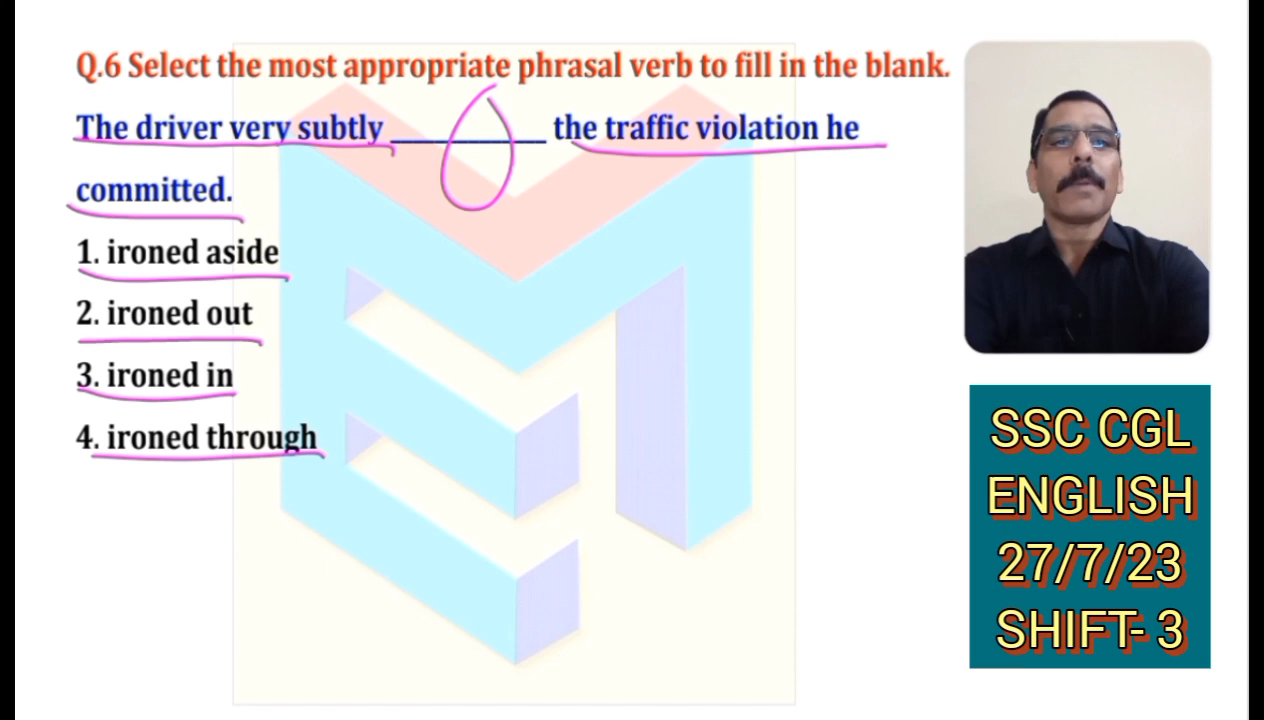 Q.6 Select the most appropriate phrasal verb to fill in the blank.
The driver very subtly ____________ the traffic violation he
committed.
1. ironed aside
2. ironed out
3. ironed in
4. ironed through
SSC CGL
ENGLISH
27/7/23
SHIFT- 3